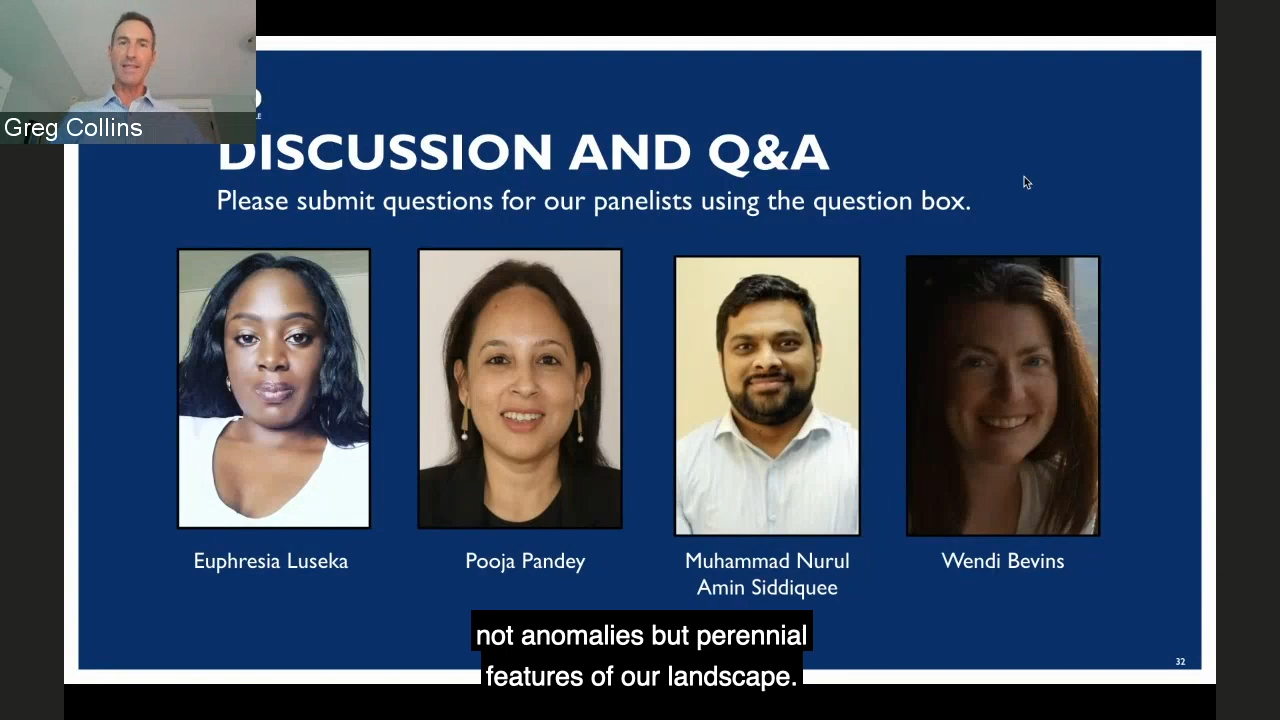 Greg Collins
DISCUSSION AND Q&A
Please submit questions for our panelists using the question box.
Euphresia Luseka
Pooja Pandey
Muhammad Nurul
Amin Siddiquee
Wendi Bevins
not anomalies but perennial
features of our landscape.
32